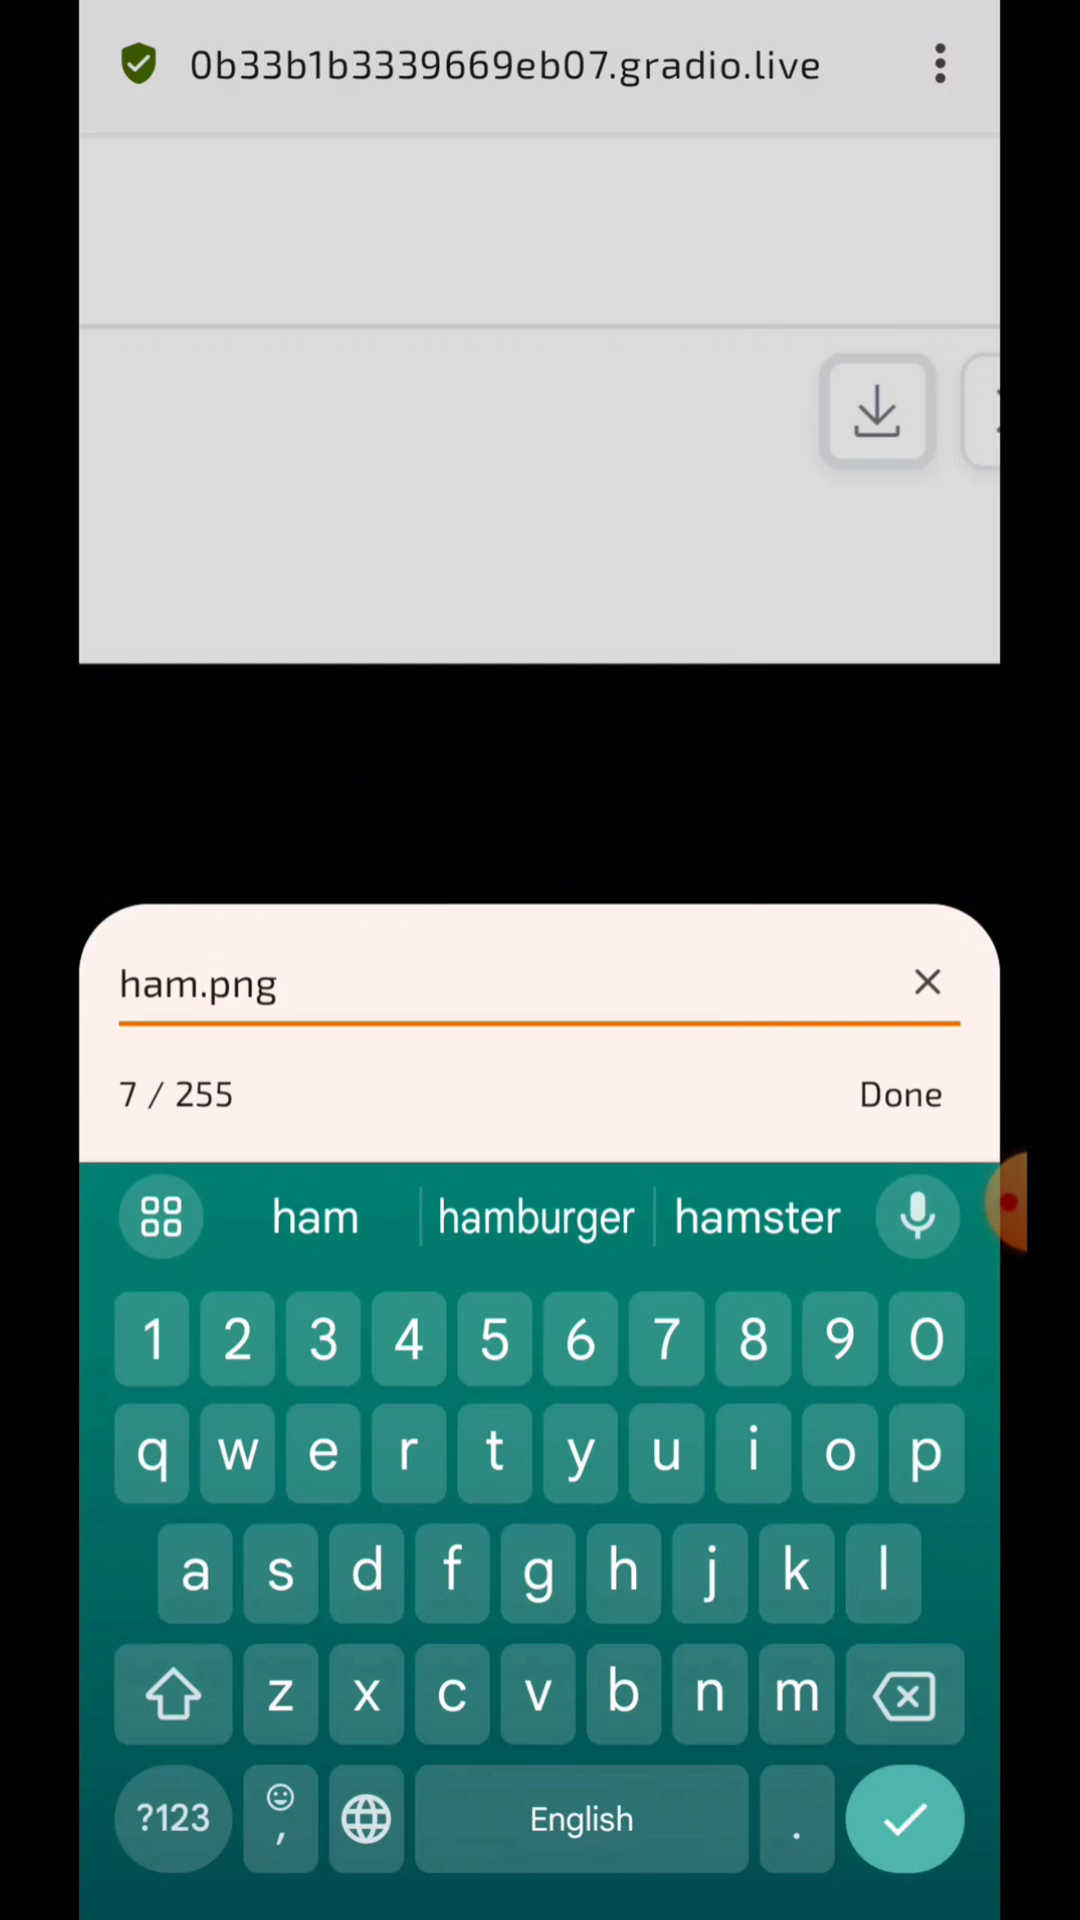 0b33b1b3339669eb07.gradio.live
ham.png
7 / 255
Done
ham
hamburger
hamster
1 2 3 4 5 6 7 8 9 0
q w e r t y u i o p
a s d f g h j k l
z x c v b n m
?123 , English .